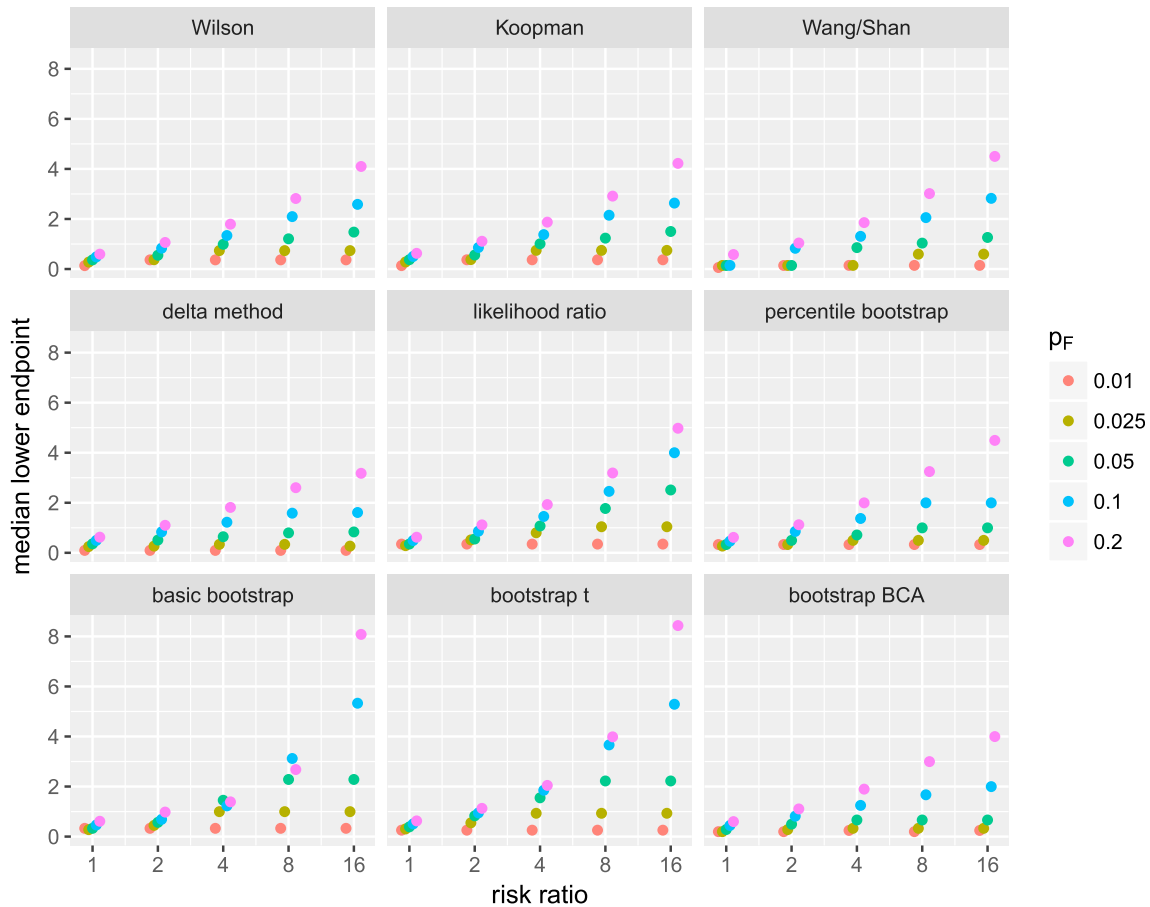 Wilson
Koopman
Wang/Shan
8
6
4
2
0
delta method
likelihood ratio
percentile bootstrap
8
6
4
2
0
basic bootstrap
bootstrap t
bootstrap BCA
8
6
4
2
0
1 2 4 8 16
1 2 4 8 16
1 2 4 8 16
risk ratio
median lower endpoint
pF
0.01
0.025
0.05
0.1
0.2